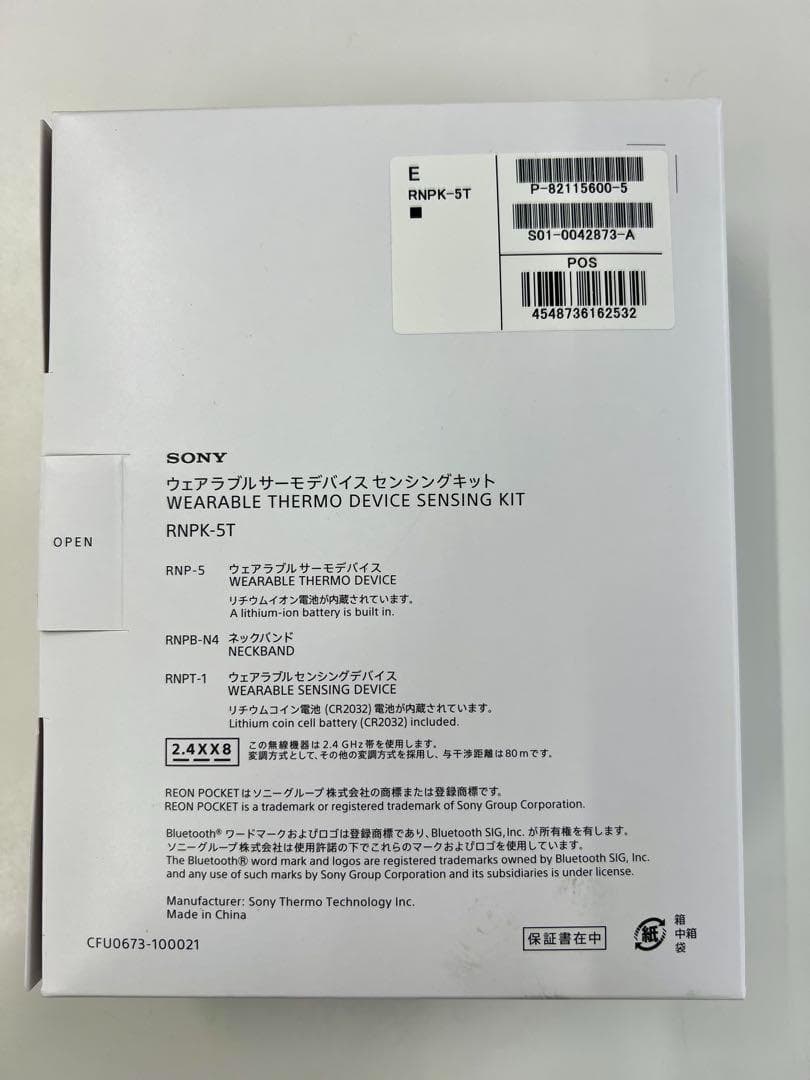 E
RNPK-5T
P-82115600-5
S01-0042873-A
POS
4548736162532
OPEN
SONY
ウェアラブルサーモデバイス センシングキット
WEARABLE THERMO DEVICE SENSING KIT
RNPK-5T
RNP-5 ウェアラブルサーモデバイス
WEARABLE THERMO DEVICE
リチウムイオン電池が内蔵されています。
A lithium-ion battery is built in.
RNPB-N4 ネックバンド
NECKBAND
RNPT-1 ウェアラブルセンシングデバイス
WEARABLE SENSING DEVICE
リチウムコイン電池 (CR2032) 電池が内蔵されています。
Lithium coin cell battery (CR2032) included.
2.4XX8
この無線機器は 2.4 GHz帯を使用します。
変調方式として、その他の変調方式を採用し、与干渉距離は80mです。
REON POCKETはソニーグループ株式会社の商標または登録商標です。
REON POCKET is a trademark or registered trademark of Sony Group Corporation.
Bluetooth® ワードマークおよびロゴは登録商標であり、Bluetooth SIG, Inc. が所有権を有します。
ソニーグループ株式会社は使用許諾の下でこれらのマークおよびロゴを使用しています。
The Bluetooth® word mark and logos are registered trademarks owned by Bluetooth SIG, Inc.
and any use of such marks by Sony Group Corporation and its subsidiaries is under license.
Manufacturer: Sony Thermo Technology Inc.
Made in China
CFU0673-100021
保証書在中
紙
箱
中箱
袋